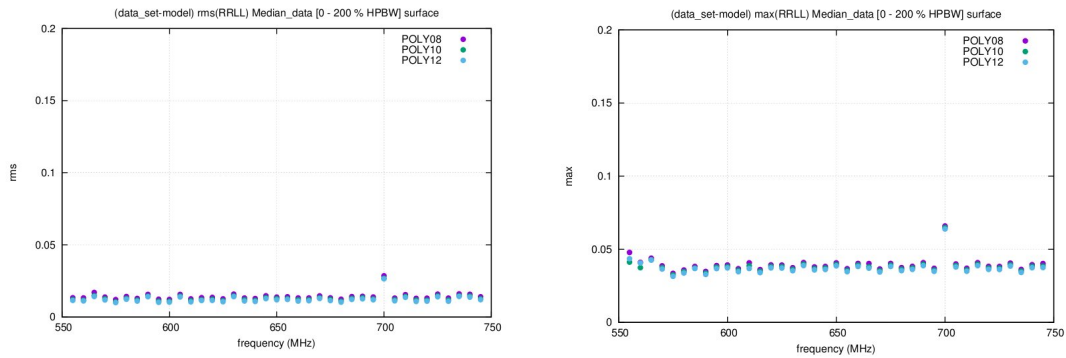 (data_set-model) rms(RRLL) Median_data [0 - 200 % HPBW] surface
0.2
POLY08
POLY10
POLY12
0.15
rms
0.1
0.05
0
550
600
650
700
750
frequency (MHz)
(data_set-model) max(RRLL) Median_data [0 - 200 % HPBW] surface
0.2
POLY08
POLY10
POLY12
0.15
max
0.1
0.05
0
550
600
650
700
750
frequency (MHz)